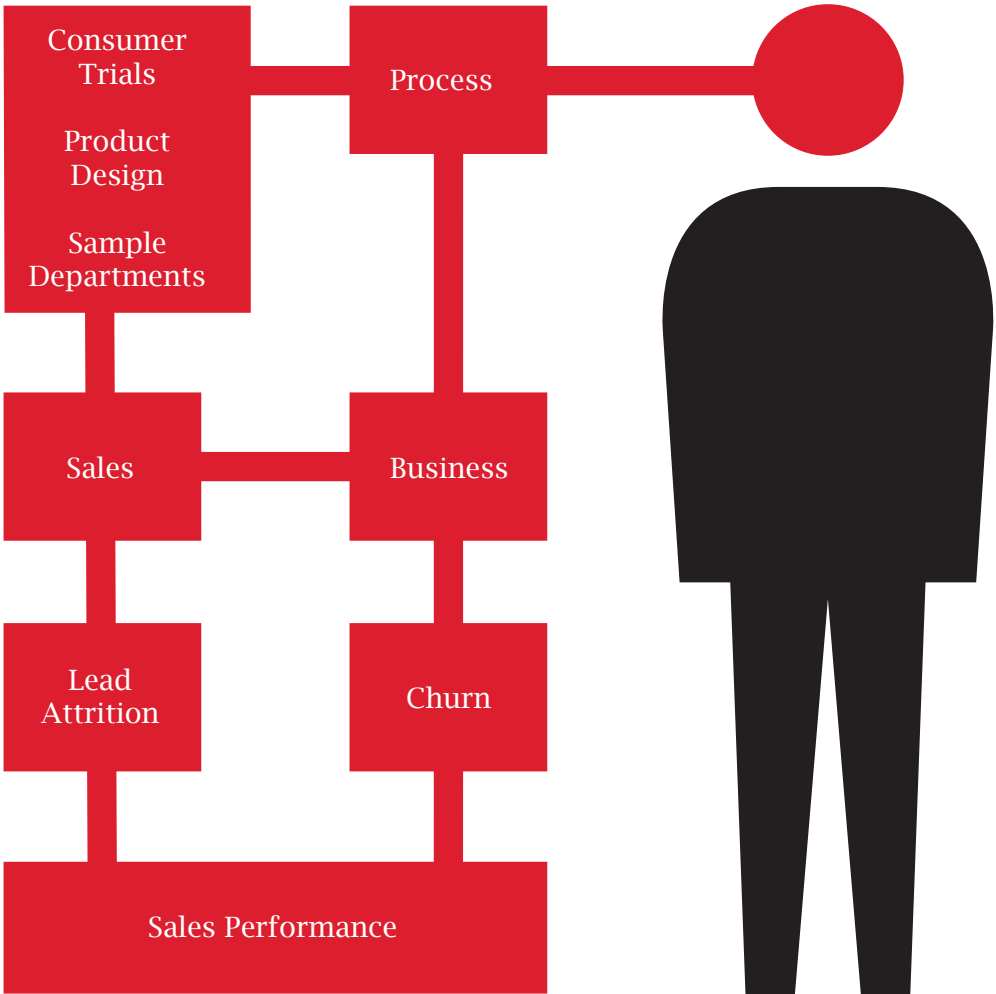 Consumer
Trials
Product
Design
Sample
Departments
Process
Sales
Business
Lead
Attrition
Churn
Sales Performance